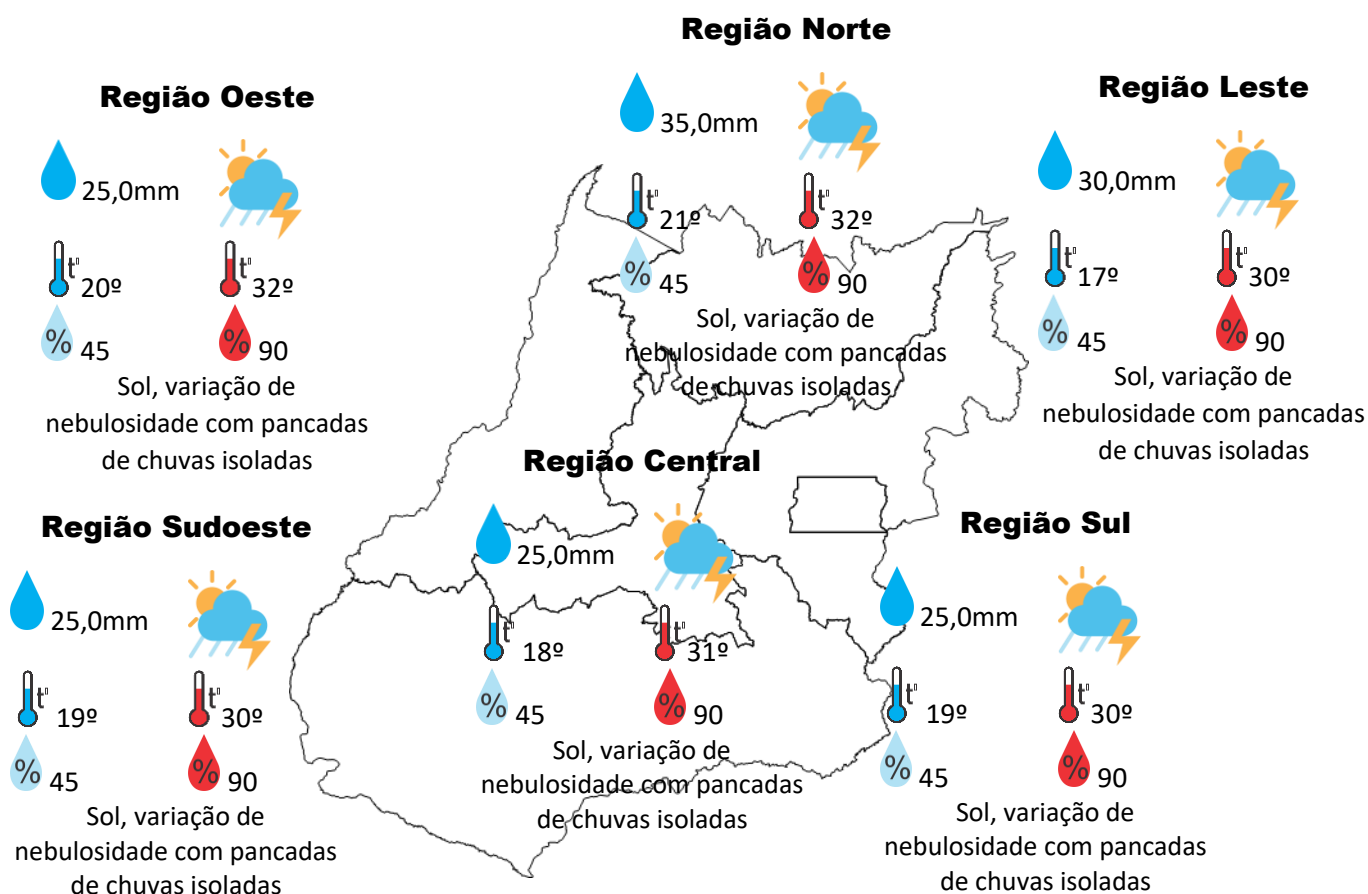 Região Norte
35,0mm
t°
21º
t°
32º
%
45
%
90
Sol, variação de
nebulosidade com pancadas
de chuvas isoladas
Região Oeste
25,0mm
t°
20º
t°
32º
%
45
%
90
Sol, variação de
nebulosidade com pancadas
de chuvas isoladas
Região Leste
30,0mm
t°
17º
t°
30º
%
45
%
90
Sol, variação de
nebulosidade com pancadas
de chuvas isoladas
Região Central
25,0mm
t°
18º
t°
31º
%
45
%
90
Sol, variação de
nebulosidade com pancadas
de chuvas isoladas
Região Sudoeste
25,0mm
t°
19º
t°
30º
%
45
%
90
Sol, variação de
nebulosidade com pancadas
de chuvas isoladas
Região Sul
25,0mm
t°
19º
t°
30º
%
45
%
90
Sol, variação de
nebulosidade com pancadas
de chuvas isoladas